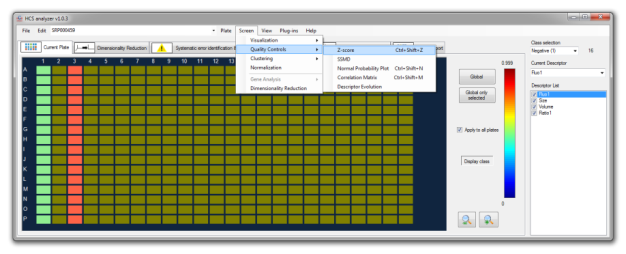 HCS analyzer v1.0.3
File Edit SRP000459 Plate Screen View Plug-ins Help
Visualization
Quality Controls
Clustering
Normalization
Gene Analysis
Dimensionality Reduction
Z-score Ctrl+Shift+Z
SSMD
Normal Probability Plot Ctrl+Shift+N
Correlation Matrix Ctrl+Shift+M
Descriptor Evolution
Current Plate Dimensionality Reduction Systematic error identification
Class selection
Negative (1) 16
Current Descriptor
Fluo1
Descriptor List
Fluo1
Size
Volume
Ratio1
1 2 3 4 5 6 7 8 9 10 11 12 13
A
B
C
D
E
F
G
H
I
J
K
L
M
N
O
P
0.999
Global
Global only selected
Apply to all plates
Display class
0